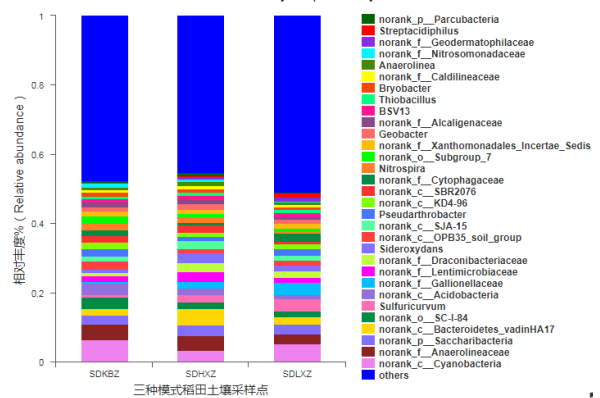 1
0.8
0.6
0.4
0.2
0
相对丰度%（Relative abundance）
SDKBZ
SDHXZ
SDLXZ
三种模式稻田土壤采样点
norank_p__Parcubacteria
Streptacidiphilus
norank_f__Geodermatophilaceae
norank_f__Nitrosomonadaceae
Anaerolinea
norank_f__Caldilineaceae
Bryobacter
Thiobacillus
BSV13
norank_f__Alcaligenaceae
Geobacter
norank_f__Xanthomonadales_Incertae_Sedis
norank_o__Subgroup_7
Nitrospira
norank_f__Cytophagaceae
norank_c__SBR2076
norank_c__KD4-96
Pseudarthrobacter
norank_c__SJA-15
norank_c__OPB35_soil_group
Sideroxydans
norank_f__Draconibacteriaceae
norank_f__Lentimicrobiaceae
norank_f__Gallionellaceae
norank_c__Acidobacteria
Sulfuricurvum
norank_o__SC-I-84
norank_c__Bacteroidetes_vadinHA17
norank_p__Saccharibacteria
norank_f__Anaerolineaceae
norank_c__Cyanobacteria
others